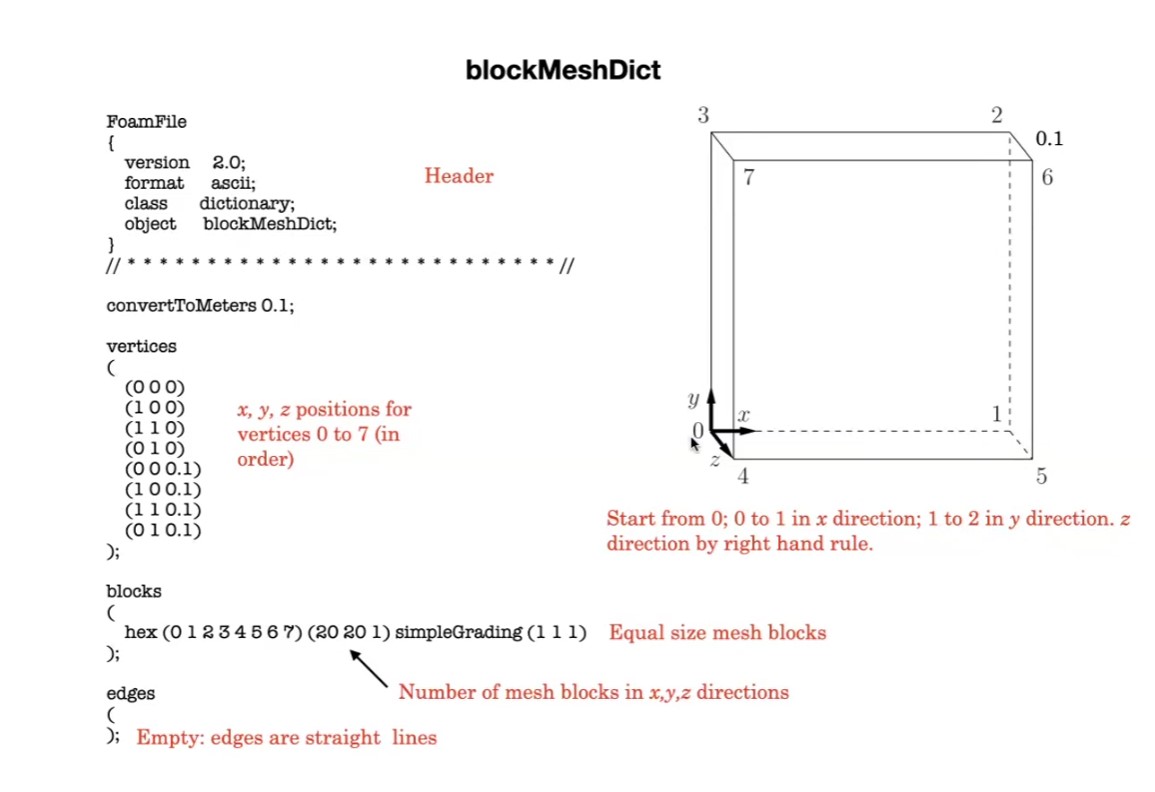 blockMeshDict
FoamFile
{
version 2.0;
format ascii;
class dictionary;
object blockMeshDict;
}
// * * * * * * * * * * * * * * * * * * * * * * * * * * * //
Header
convertToMeters 0.1;
vertices
(
(0 0 0)
(1 0 0)
(1 1 0)
(0 1 0)
(0 0 0.1)
(1 0 0.1)
(1 1 0.1)
(0 1 0.1)
);
x, y, z positions for
vertices 0 to 7 (in
order)
blocks
(
hex (0 1 2 3 4 5 6 7) (20 20 1) simpleGrading (1 1 1)
);
Equal size mesh blocks
Number of mesh blocks in x,y,z directions
edges
(
);
Empty: edges are straight lines
3
2
0.1
7
6
y
x
0
1
z
4
5
Start from 0; 0 to 1 in x direction; 1 to 2 in y direction. z
direction by right hand rule.